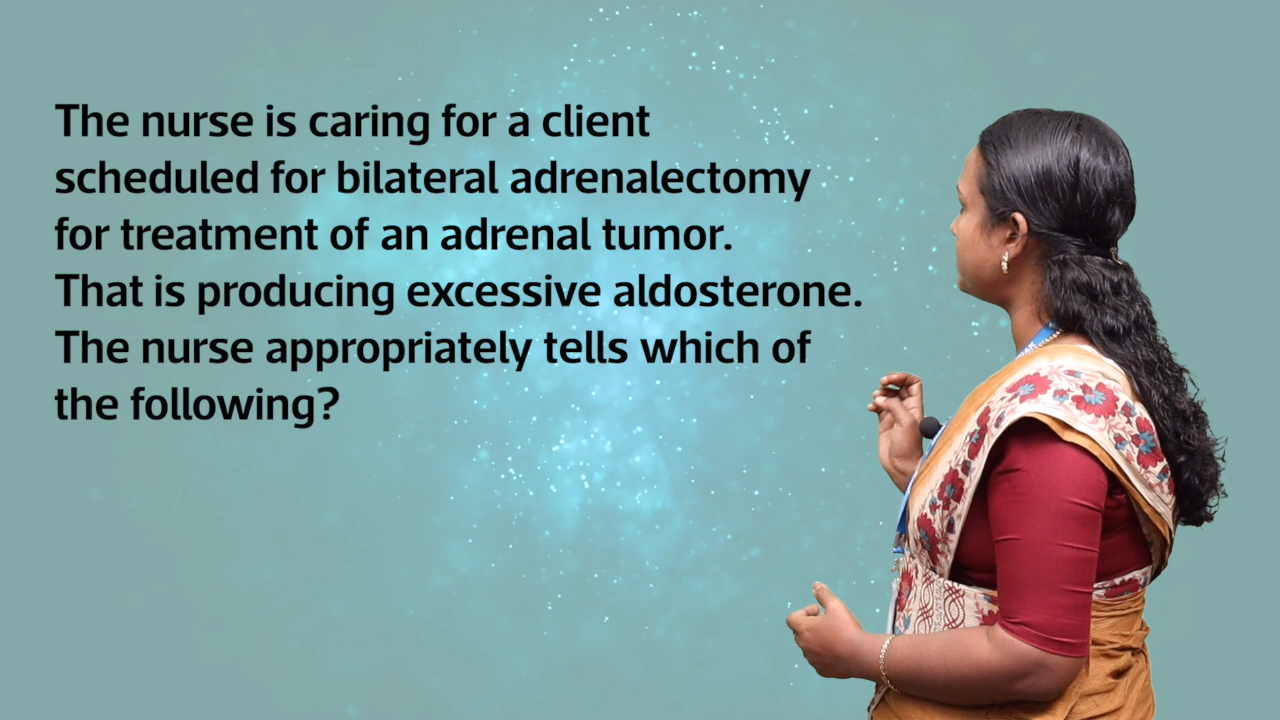 The nurse is caring for a client
scheduled for bilateral adrenalectomy
for treatment of an adrenal tumor.
That is producing excessive aldosterone.
The nurse appropriately tells which of
the following?